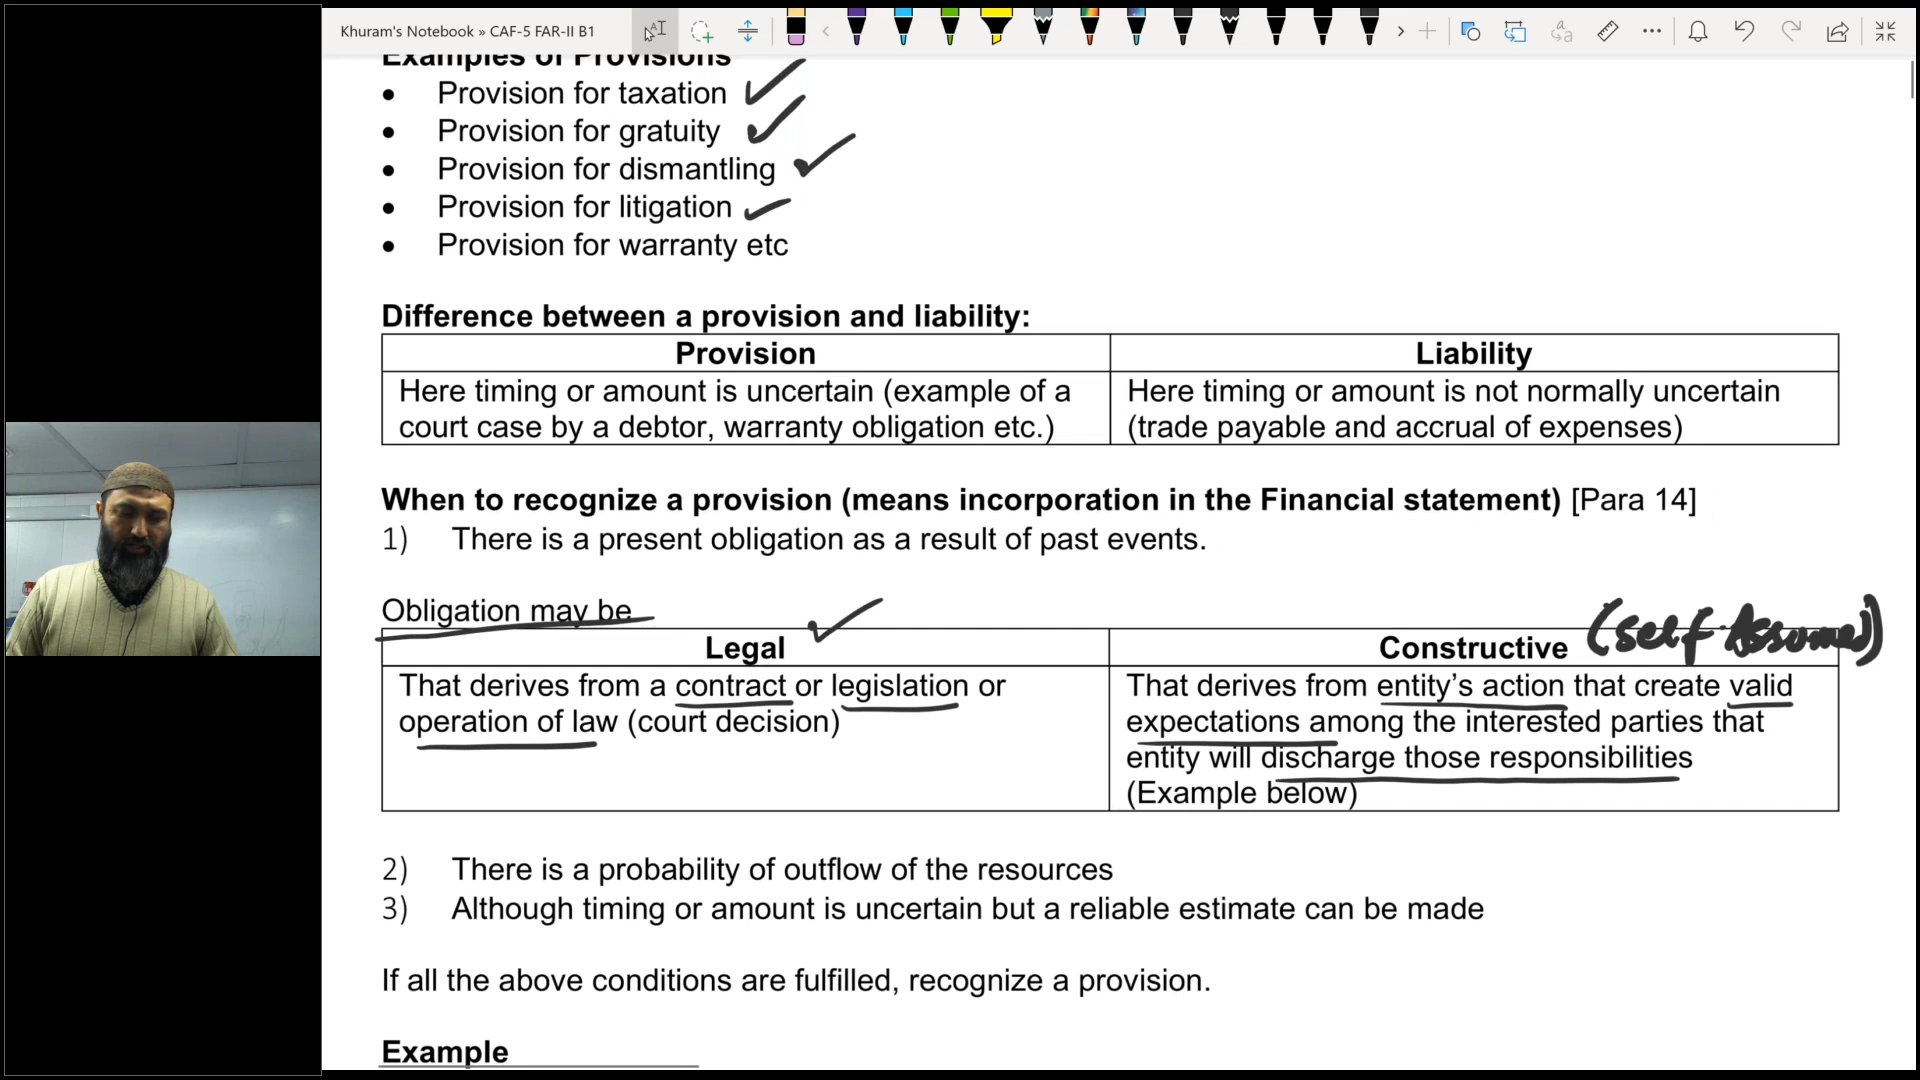 Khuram's Notebook » CAF-5 FAR-II B1
Examples of Provisions
• Provision for taxation
• Provision for gratuity
• Provision for dismantling
• Provision for litigation
• Provision for warranty etc
Difference between a provision and liability:
Provision
Liability
Here timing or amount is uncertain (example of a
court case by a debtor, warranty obligation etc.)
Here timing or amount is not normally uncertain
(trade payable and accrual of expenses)
When to recognize a provision (means incorporation in the Financial statement) [Para 14]
1) There is a present obligation as a result of past events.
Obligation may be
Legal
Constructive (self Assumed)
That derives from a contract or legislation or
operation of law (court decision)
That derives from entity’s action that create valid
expectations among the interested parties that
entity will discharge those responsibilities
(Example below)
2) There is a probability of outflow of the resources
3) Although timing or amount is uncertain but a reliable estimate can be made
If all the above conditions are fulfilled, recognize a provision.
Example